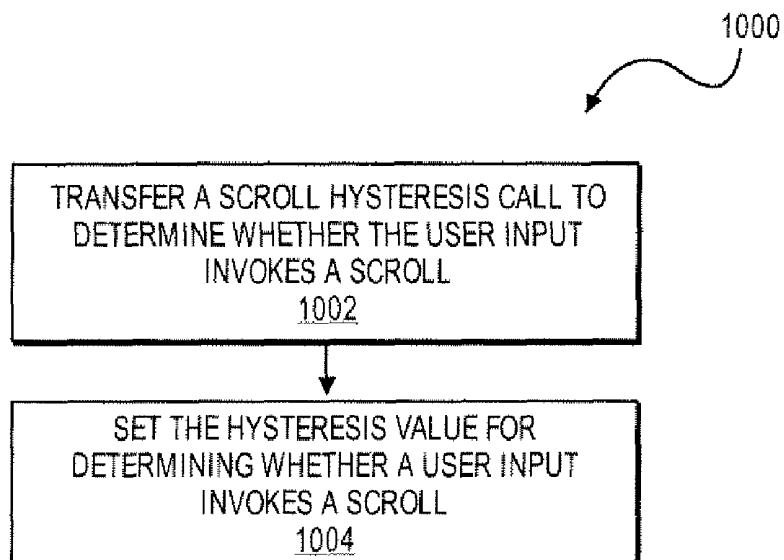 1000
TRANSFER A SCROLL HYSTERESIS CALL TO
DETERMINE WHETHER THE USER INPUT
INVOKES A SCROLL
1002
SET THE HYSTERESIS VALUE FOR
DETERMINING WHETHER A USER INPUT
INVOKES A SCROLL
1004